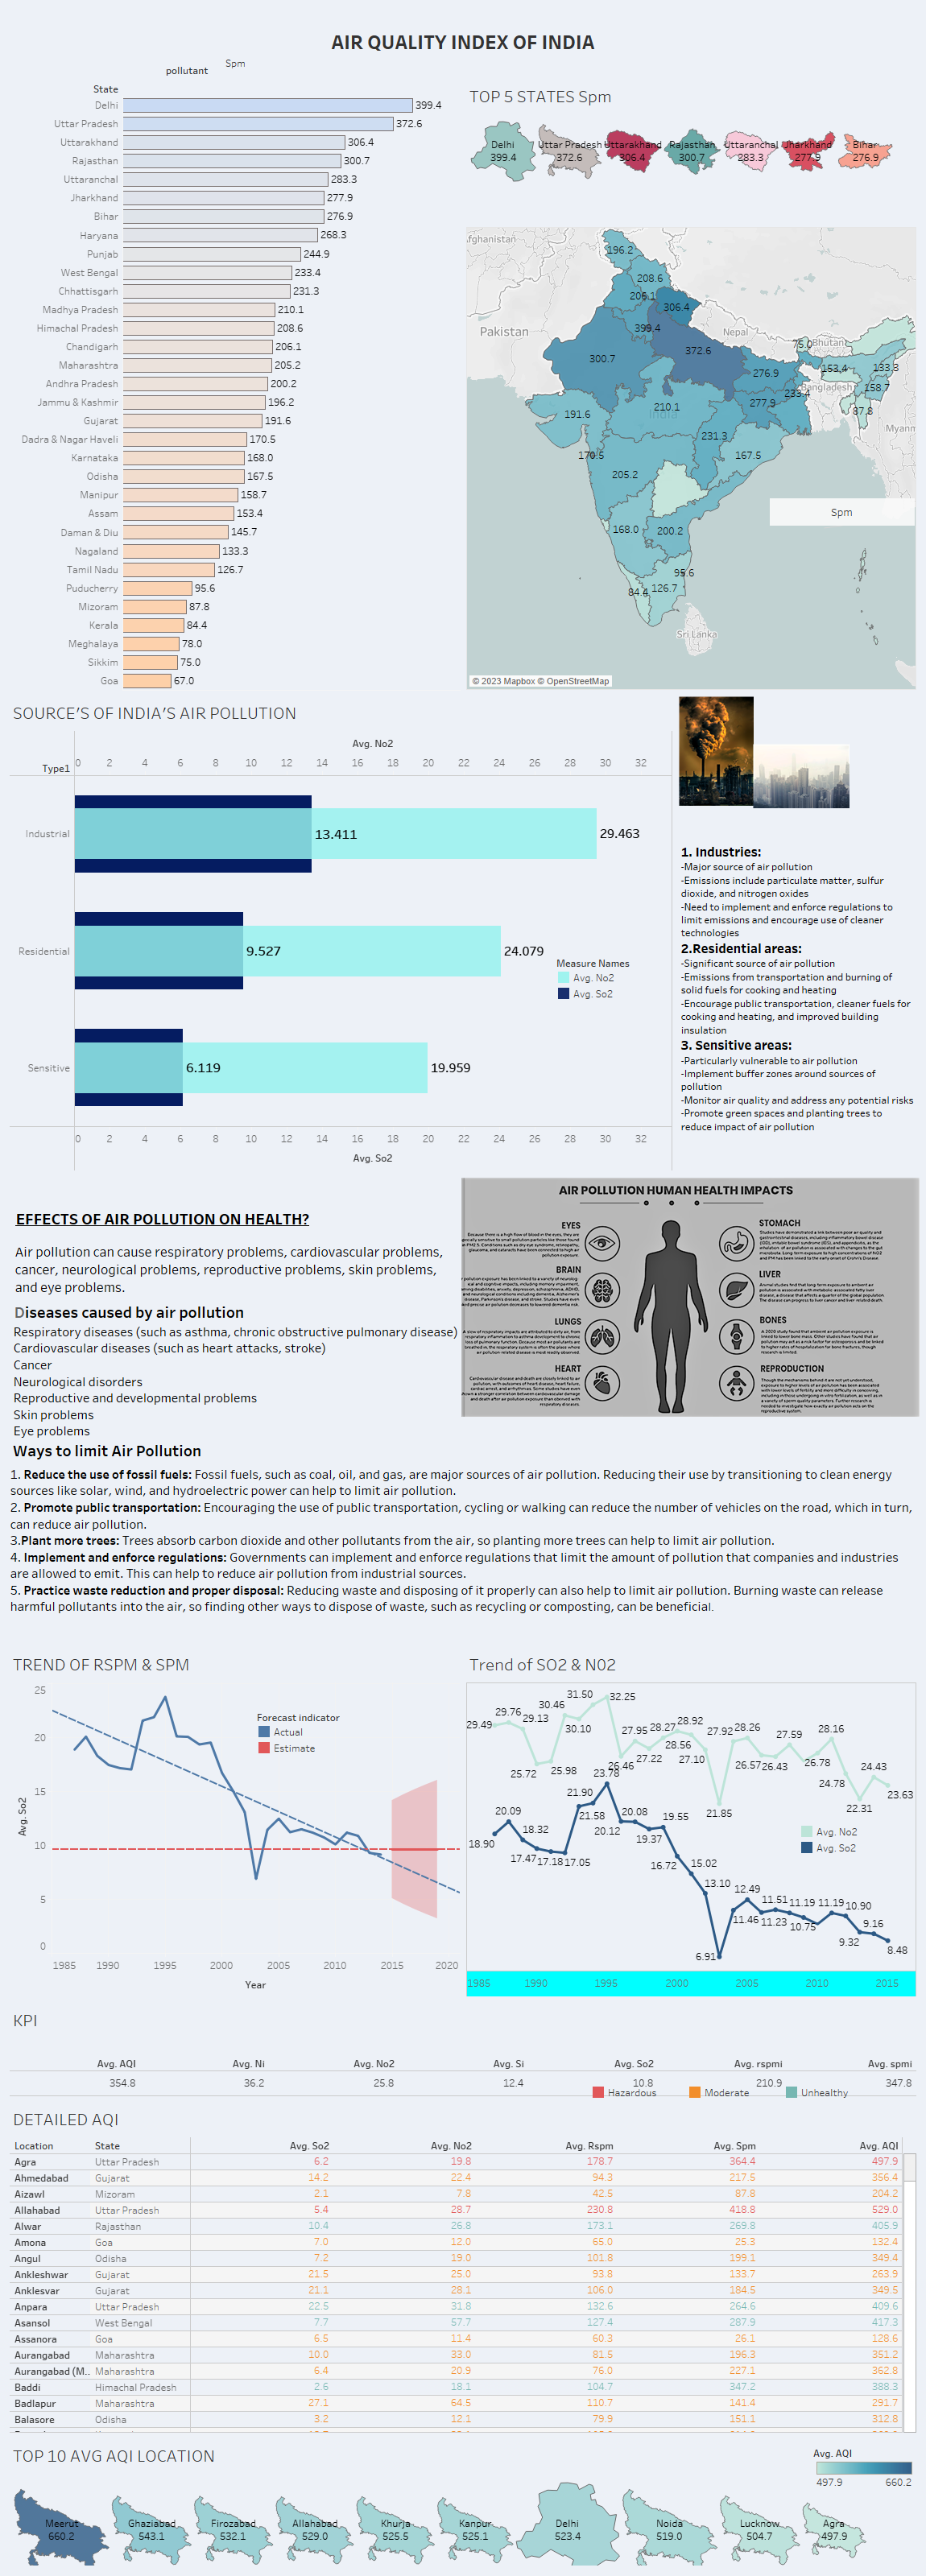 AIR QUALITY INDEX OF INDIA
pollutant
Spm
State
Delhi 399.4
Uttar Pradesh 372.6
Uttarakhand 306.4
Rajasthan 300.7
Uttaranchal 283.3
Jharkhand 277.9
Bihar 276.9
Haryana 268.3
Punjab 244.9
West Bengal 233.4
Chhattisgarh 231.3
Madhya Pradesh 210.1
Himachal Pradesh 208.6
Chandigarh 206.1
Maharashtra 205.2
Andhra Pradesh 200.2
Jammu & Kashmir 196.2
Gujarat 191.6
Dadra & Nagar Haveli 170.5
Karnataka 168.0
Odisha 167.5
Manipur 158.7
Assam 153.4
Daman & Diu 145.7
Nagaland 133.3
Tamil Nadu 126.7
Puducherry 95.6
Mizoram 87.8
Kerala 84.4
Meghalaya 78.0
Sikkim 75.0
Goa 67.0
TOP 5 STATES Spm
Delhi Uttar Pradesh Uttarakhand Rajasthan Uttaranchal Jharkhand Bihar
399.4 372.6 306.4 300.7 283.3 277.9 276.9
fghanistan
196.2
208.6
206.1
306.4
Pakistan
399.4
Nepal
372.6
75.0 Bhutan
300.7
276.9
153.4 133.3
233.4 Bangladesh 158.7
277.9
191.6
210.1
India
87.8
Myanm
231.3
170.5
167.5
205.2
Spm
168.0
200.2
95.6
84.4 126.7
Sri Lanka
© 2023 Mapbox © OpenStreetMap
SOURCE'S OF INDIA'S AIR POLLUTION
Avg. No2
Type1
0 2 4 6 8 10 12 14 16 18 20 22 24 26 28 30 32
Industrial 13.411 29.463
Residential 9.527 24.079
Measure Names
Avg. No2
Avg. So2
Sensitive 6.119 19.959
0 2 4 6 8 10 12 14 16 18 20 22 24 26 28 30 32
Avg. So2
1. Industries:
-Major source of air pollution
-Emissions include particulate matter, sulfur
dioxide, and nitrogen oxides
-Need to implement and enforce regulations to
limit emissions and encourage use of cleaner
technologies
2.Residential areas:
-Significant source of air pollution
-Emissions from transportation and burning of
solid fuels for cooking and heating
-Encourage public transportation, cleaner fuels for
cooking and heating, and improved building
insulation
3. Sensitive areas:
-Particularly vulnerable to air pollution
-Implement buffer zones around sources of
pollution
-Monitor air quality and address any potential risks
-Promote green spaces and planting trees to
reduce impact of air pollution
EFFECTS OF AIR POLLUTION ON HEALTH?
Air pollution can cause respiratory problems, cardiovascular problems,
cancer, neurological problems, reproductive problems, skin problems,
and eye problems.
Diseases caused by air pollution
Respiratory diseases (such as asthma, chronic obstructive pulmonary disease)
Cardiovascular diseases (such as heart attacks, stroke)
Cancer
Neurological disorders
Reproductive and developmental problems
Skin problems
Eye problems
AIR POLLUTION HUMAN HEALTH IMPACTS
EYES
BRAIN
LUNGS
HEART
STOMACH
LIVER
BONES
REPRODUCTION
Ways to limit Air Pollution
1. Reduce the use of fossil fuels: Fossil fuels, such as coal, oil, and gas, are major sources of air pollution. Reducing their use by transitioning to clean energy
sources like solar, wind, and hydroelectric power can help to limit air pollution.
2. Promote public transportation: Encouraging the use of public transportation, cycling or walking can reduce the number of vehicles on the road, which in turn,
can reduce air pollution.
3.Plant more trees: Trees absorb carbon dioxide and other pollutants from the air, so planting more trees can help to limit air pollution.
4. Implement and enforce regulations: Governments can implement and enforce regulations that limit the amount of pollution that companies and industries
are allowed to emit. This can help to reduce air pollution from industrial sources.
5. Practice waste reduction and proper disposal: Reducing waste and disposing of it properly can also help to limit air pollution. Burning waste can release
harmful pollutants into the air, so finding other ways to dispose of waste, such as recycling or composting, can be beneficial.
TREND OF RSPM & SPM
25
20
15
10
5
0
Avg. So2
Forecast indicator
Actual
Estimate
1985 1990 1995 2000 2005 2010 2015 2020
Year
Trend of SO2 & N02
29.49 29.76 29.13 25.72 25.98 30.46 30.10 31.50 32.25 26.46 27.95 27.22 28.27 28.56 28.92 27.10 27.92 21.85 28.26 26.57 26.43 27.59 26.78 28.16 24.78 22.31 24.43 23.63
18.90 20.09 18.32 17.47 17.18 17.05 21.90 21.58 23.78 20.12 20.08 19.37 19.55 16.72 15.02 13.10 6.91 11.46 12.49 11.23 11.51 11.19 10.75 11.19 10.90 9.32 9.16 8.48
Avg. No2
Avg. So2
1985 1990 1995 2000 2005 2010 2015
KPI
Avg. AQI Avg. Ni Avg. No2 Avg. Si Avg. So2 Avg. rspmi Avg. spmi
354.8 36.2 25.8 12.4 10.8 210.9 347.8
Hazardous Moderate Unhealthy
DETAILED AQI
Location State Avg. So2 Avg. No2 Avg. Rspm Avg. Spm Avg. AQI
Agra Uttar Pradesh 6.2 19.8 178.7 364.4 497.9
Ahmedabad Gujarat 14.2 22.4 94.3 217.5 356.4
Aizawl Mizoram 2.1 7.8 42.5 87.8 204.2
Allahabad Uttar Pradesh 5.4 28.7 230.8 418.8 529.0
Alwar Rajasthan 10.4 26.8 173.1 269.8 405.9
Amona Goa 7.0 12.0 65.0 25.3 132.4
Angul Odisha 7.2 19.0 101.8 199.1 349.4
Ankleshwar Gujarat 21.5 25.0 93.8 133.7 263.9
Anklesvar Gujarat 21.1 28.1 106.0 184.5 349.5
Anpara Uttar Pradesh 22.5 31.8 132.6 264.6 409.6
Asansol West Bengal 7.7 57.7 127.4 287.9 417.3
Assanora Goa 6.5 11.4 60.3 26.1 128.6
Aurangabad Maharashtra 10.0 33.0 81.5 196.3 351.2
Aurangabad (M.. Maharashtra 6.4 20.9 76.0 227.1 362.8
Baddi Himachal Pradesh 2.6 18.1 104.7 347.2 388.3
Badlapur Maharashtra 27.1 64.5 110.7 141.4 291.7
Balasore Odisha 3.2 12.1 79.9 151.1 312.8
TOP 10 AVG AQI LOCATION
Avg. AQI
497.9 660.2
Meerut Ghaziabad Firozabad Allahabad Khurja Kanpur Delhi Noida Lucknow Agra
660.2 543.1 532.1 529.0 525.5 525.1 523.4 519.0 504.7 497.9